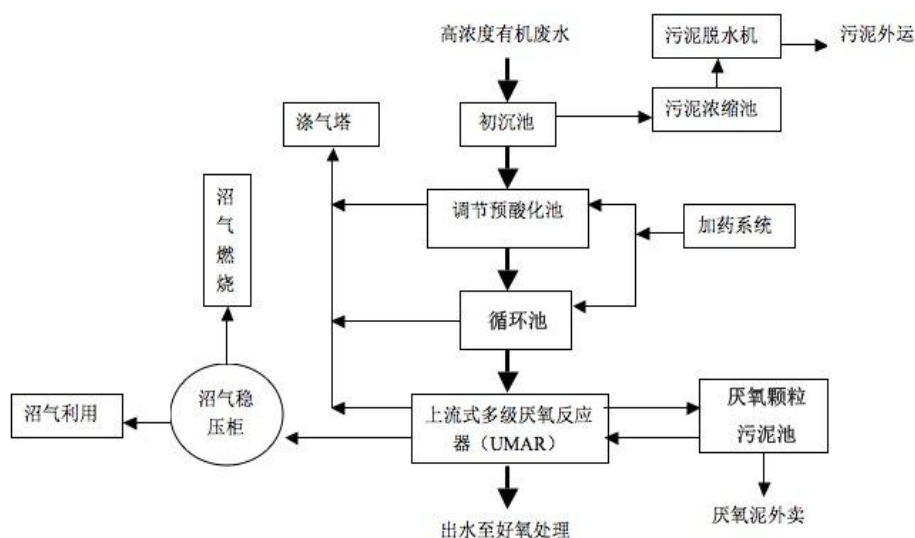 高浓度有机废水
污泥脱水机
污泥外运
涤气塔
初沉池
污泥浓缩池
沼
气
燃
烧
调节预酸化池
加药系统
循环池
沼气利用
沼气稳
压柜
上流式多级厌氧反应
器（UMAR）
厌氧颗粒
污泥池
出水至好氧处理
厌氧泥外卖